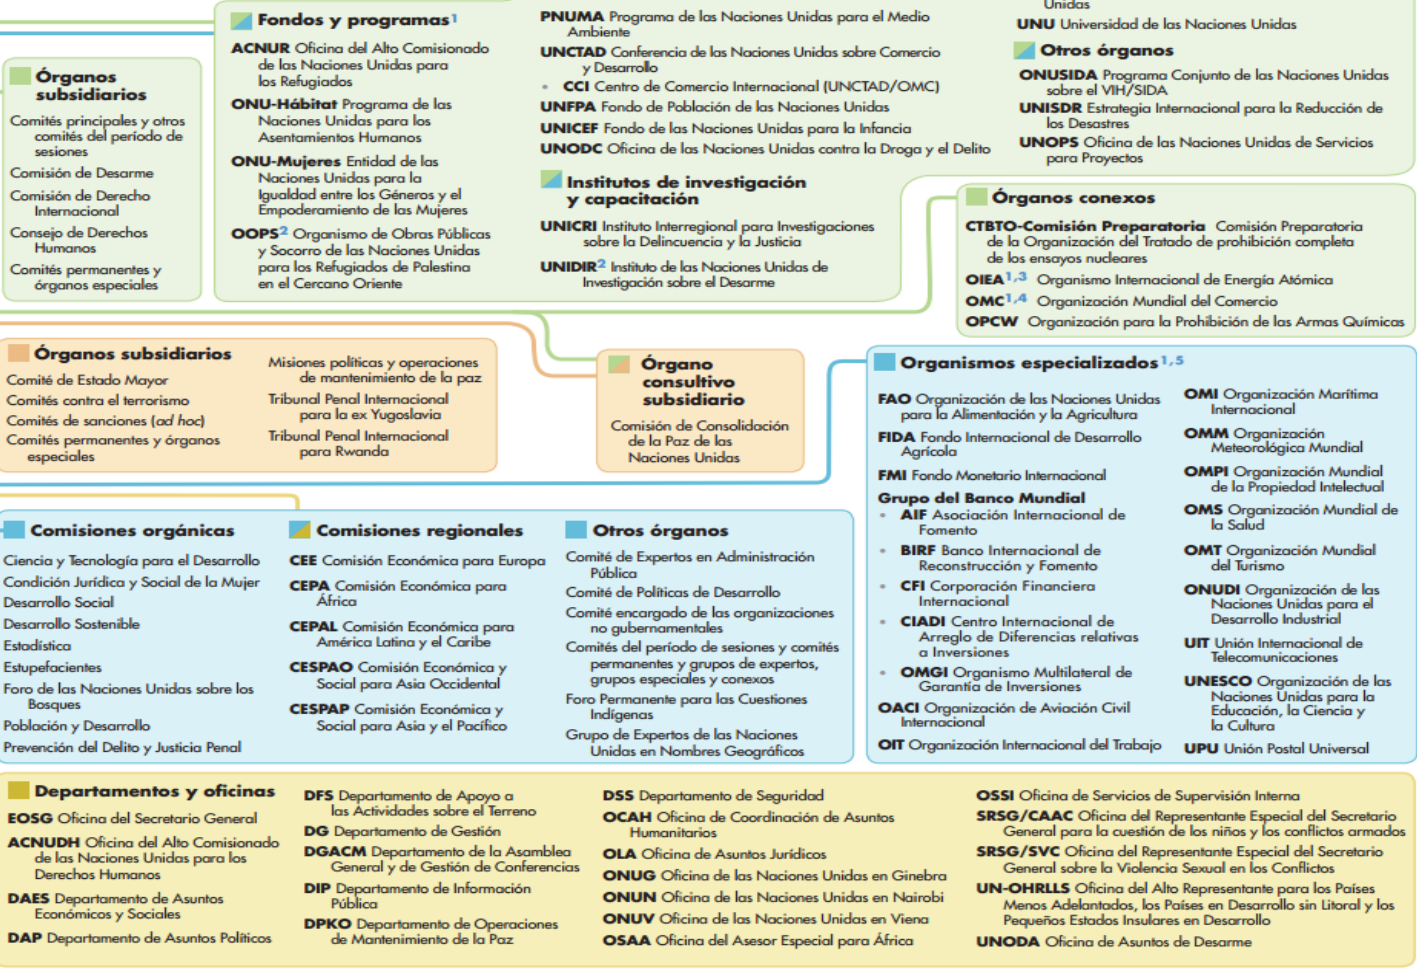 Órganos
subsidiarios
Comités principales y otros
comités del período de
sesiones
Comisión de Desarme
Comisión de Derecho
Internacional
Consejo de Derechos
Humanos
Comités permanentes y
órganos especiales
Fondos y programas1
ACNUR Oficina del Alto Comisionado
de las Naciones Unidas para
los Refugiados
ONU-Hábitat Programa de las
Naciones Unidas para los
Asentamientos Humanos
ONU-Mujeres Entidad de las
Naciones Unidas para la
Igualdad entre los Géneros y el
Empoderamiento de las Mujeres
OOPS2 Organismo de Obras Públicas
y Socorro de las Naciones Unidas
para los Refugiados de Palestina
en el Cercano Oriente
PNUMA Programa de las Naciones Unidas para el Medio
Ambiente
UNCTAD Conferencia de las Naciones Unidas sobre Comercio
y Desarrollo
• CCI Centro de Comercio Internacional (UNCTAD/OMC)
UNFPA Fondo de Población de las Naciones Unidas
UNICEF Fondo de las Naciones Unidas para la Infancia
UNODC Oficina de las Naciones Unidas contra la Droga y el Delito
Institutos de investigación
y capacitación
UNICRI Instituto Interregional para Investigaciones
sobre la Delincuencia y la Justicia
UNIDIR2 Instituto de las Naciones Unidas de
Investigación sobre el Desarme
Unidas
UNU Universidad de las Naciones Unidas
Otros órganos
ONUSIDA Programa Conjunto de las Naciones Unidas
sobre el VIH/SIDA
UNISDR Estrategia Internacional para la Reducción de
los Desastres
UNOPS Oficina de las Naciones Unidas de Servicios
para Proyectos
Órganos conexos
CTBTO-Comisión Preparatoria Comisión Preparatoria
de la Organización del Tratado de prohibición completa
de los ensayos nucleares
OIEA1,3 Organismo Internacional de Energía Atómica
OMC1,4 Organización Mundial del Comercio
OPCW Organización para la Prohibición de las Armas Químicas
Órganos subsidiarios
Comité de Estado Mayor
Comités contra el terrorismo
Comités de sanciones (ad hoc)
Comités permanentes y órganos
especiales
Misiones políticas y operaciones
de mantenimiento de la paz
Tribunal Penal Internacional
para la ex Yugoslavia
Tribunal Penal Internacional
para Rwanda
Órgano
consultivo
subsidiario
Comisión de Consolidación
de la Paz de las
Naciones Unidas
Organismos especializados1,5
FAO Organización de las Naciones Unidas
para la Alimentación y la Agricultura
FIDA Fondo Internacional de Desarrollo
Agrícola
FMI Fondo Monetario Internacional
Grupo del Banco Mundial
• AIF Asociación Internacional de
Fomento
• BIRF Banco Internacional de
Reconstrucción y Fomento
• CFI Corporación Financiera
Internacional
• CIADI Centro Internacional de
Arreglo de Diferencias relativas
a Inversiones
• OMGI Organismo Multilateral de
Garantía de Inversiones
OACI Organización de Aviación Civil
Internacional
OIT Organización Internacional del Trabajo
OMI Organización Marítima
Internacional
OMM Organización
Meteorológica Mundial
OMPI Organización Mundial
de la Propiedad Intelectual
OMS Organización Mundial de
la Salud
OMT Organización Mundial
del Turismo
ONUDI Organización de las
Naciones Unidas para el
Desarrollo Industrial
UIT Unión Internacional de
Telecomunicaciones
UNESCO Organización de las
Naciones Unidas para la
Educación, la Ciencia y
la Cultura
UPU Unión Postal Universal
Comisiones orgánicas
Ciencia y Tecnología para el Desarrollo
Condición Jurídica y Social de la Mujer
Desarrollo Social
Desarrollo Sostenible
Estadística
Estupefacientes
Foro de las Naciones Unidas sobre los
Bosques
Población y Desarrollo
Prevención del Delito y Justicia Penal
Comisiones regionales
CEE Comisión Económica para Europa
CEPA Comisión Económica para
África
CEPAL Comisión Económica para
América Latina y el Caribe
CESPAO Comisión Económica y
Social para Asia Occidental
CESPAP Comisión Económica y
Social para Asia y el Pacífico
Otros órganos
Comité de Expertos en Administración
Pública
Comité de Políticas de Desarrollo
Comité encargado de las organizaciones
no gubernamentales
Comités del período de sesiones y comités
permanentes y grupos de expertos,
grupos especiales y conexos
Foro Permanente para las Cuestiones
Indígenas
Grupo de Expertos de las Naciones
Unidas en Nombres Geográficos
Departamentos y oficinas
EOSG Oficina del Secretario General
ACNUDH Oficina del Alto Comisionado
de las Naciones Unidas para los
Derechos Humanos
DAES Departamento de Asuntos
Económicos y Sociales
DAP Departamento de Asuntos Políticos
DFS Departamento de Apoyo a
las Actividades sobre el Terreno
DG Departamento de Gestión
DGACM Departamento de la Asamblea
General y de Gestión de Conferencias
DIP Departamento de Información
Pública
DPKO Departamento de Operaciones
de Mantenimiento de la Paz
DSS Departamento de Seguridad
OCAH Oficina de Coordinación de Asuntos
Humanitarios
OLA Oficina de Asuntos Jurídicos
ONUG Oficina de las Naciones Unidas en Ginebra
ONUN Oficina de las Naciones Unidas en Nairobi
ONUV Oficina de las Naciones Unidas en Viena
OSAA Oficina del Asesor Especial para África
OSSI Oficina de Servicios de Supervisión Interna
SRSG/CAAC Oficina del Representante Especial del Secretario
General para la cuestión de los niños y los conflictos armados
SRSG/SVC Oficina del Representante Especial del Secretario
General sobre la Violencia Sexual en los Conflictos
UN-OHRLLS Oficina del Alto Representante para los Países
Menos Adelantados, los Países en Desarrollo sin Litoral y los
Pequeños Estados Insulares en Desarrollo
UNODA Oficina de Asuntos de Desarme